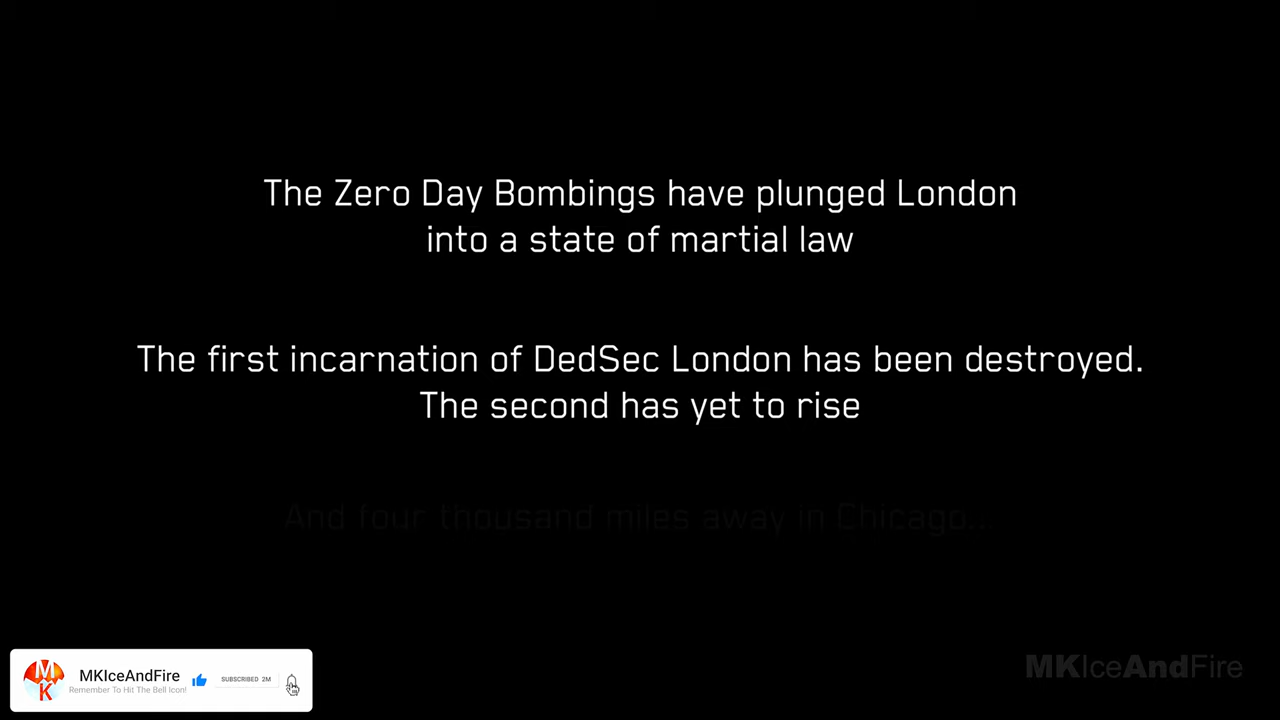 The Zero Day Bombings have plunged London
into a state of martial law
The first incarnation of DedSec London has been destroyed.
The second has yet to rise
And four thousand miles away in Chicago...
MK
MKIceAndFire
Remember To Hit The Bell Icon!
SUBSCRIBED 2M
MKIceAndFire